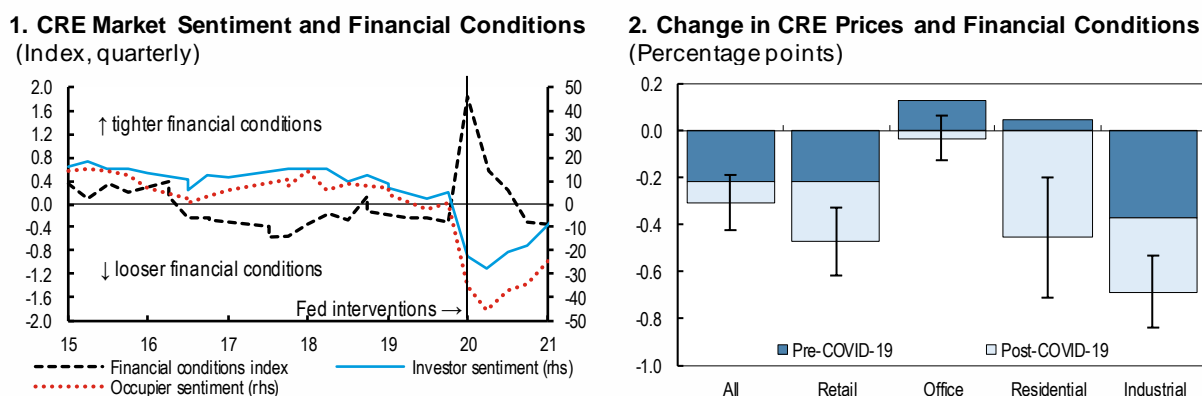 1. CRE Market Sentiment and Financial Conditions
(Index, quarterly)
2.0
1.6
1.2
0.8
0.4
0.0
-0.4
-0.8
-1.2
-1.6
-2.0
50
40
30
20
10
0
-10
-20
-30
-40
-50
↑ tighter financial conditions
↓ looser financial conditions
Fed interventions →
15 16 17 18 19 20 21
Financial conditions index
Investor sentiment (rhs)
Occupier sentiment (rhs)
2. Change in CRE Prices and Financial Conditions
(Percentage points)
0.2
0.0
-0.2
-0.4
-0.6
-0.8
-1.0
Pre-COVID-19 Post-COVID-19
All Retail Office Residential Industrial